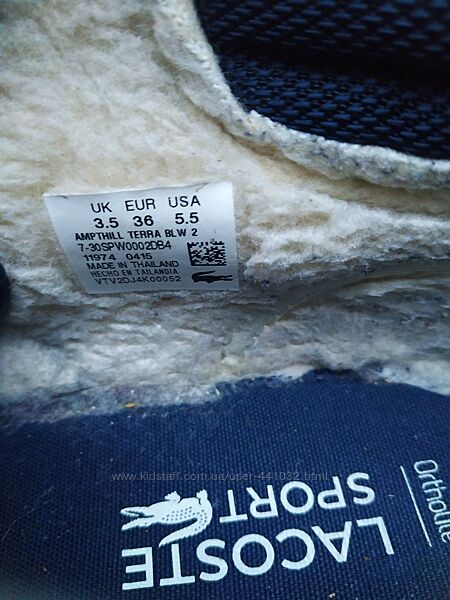 UK EUR USA
3.5 36 5.5
AMPTHILL TERRA BLW 2
7-30SPW0002DB4
11974 0415
MADE IN THAILAND
HECHO EN TAILANDIA
VTV2DJ4K00052
www.kidstaff.com.ua/user-441032.html
LACOSTE
SPORT
Ortholite